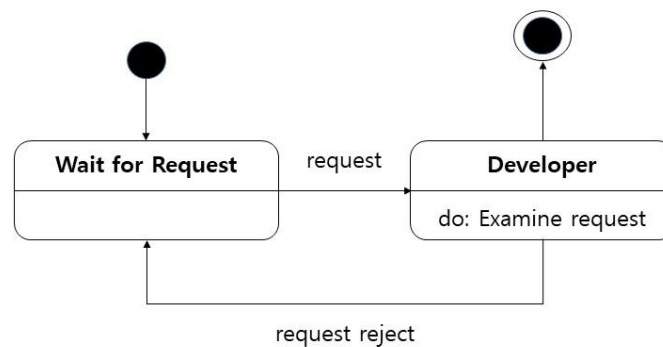 Wait for Request
request
Developer
do: Examine request
request reject